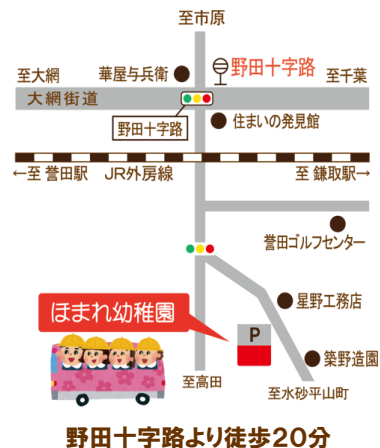 至市原
至大網
華屋与兵衛
野田十字路
至千葉
大網街道
野田十字路
住まいの発見館
←至 誉田駅
JR外房線
至 鎌取駅→
誉田ゴルフセンター
星野工務店
ほまれ幼稚園
P
築野造園
至高田
至水砂平山町
野田十字路より徒歩20分